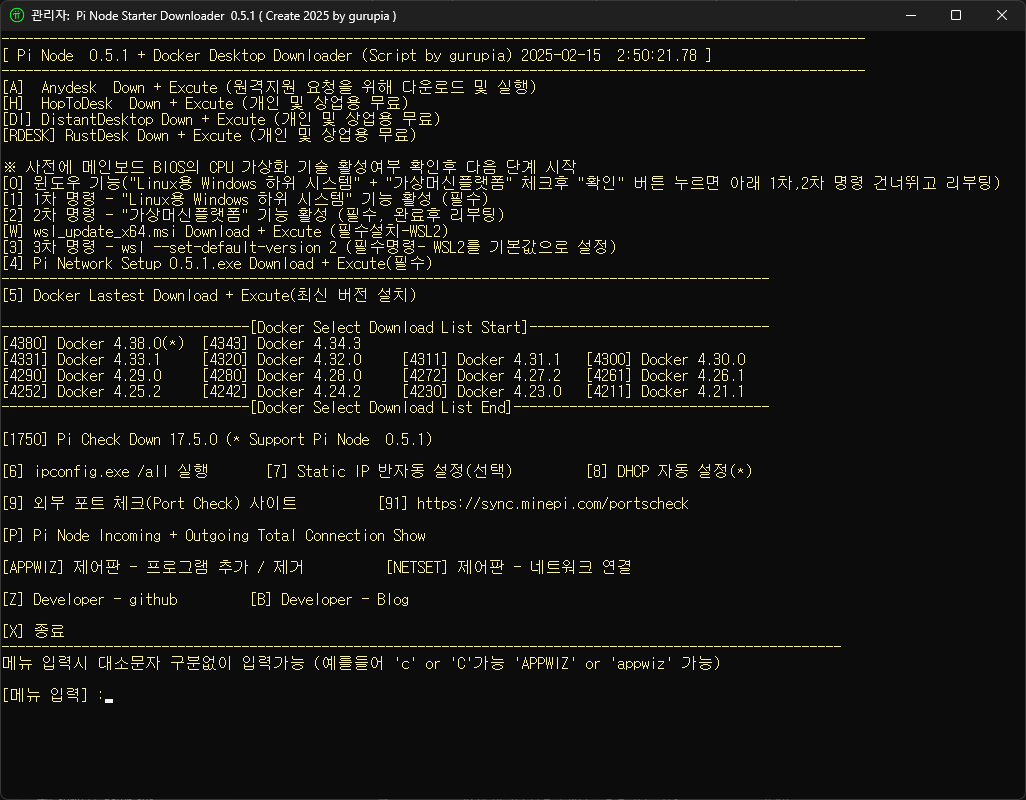 관리자: Pi Node Starter Downloader 0.5.1 ( Create 2025 by gurupia )
[ Pi Node  0.5.1 + Docker Desktop Downloader (Script by gurupia) 2025-02-15  2:50:21.78 ]
[A]  Anydesk  Down + Excute (원격지원 요청을 위해 다운로드 및 실행)
[H]  HopToDesk  Down + Excute (개인 및 상업용 무료)
[DI] DistantDesktop Down + Excute (개인 및 상업용 무료)
[RDESK] RustDesk Down + Excute (개인 및 상업용 무료)
※ 사전에 메인보드 BIOS의 CPU 가상화 기술 활성여부 확인후 다음 단계 시작
[0] 윈도우 기능("Linux용 Windows 하위 시스템" + "가상머신플랫폼" 체크후 "확인" 버튼 누르면 아래 1차,2차 명령 건너뛰고 리부팅)
[1] 1차 명령 - "Linux용 Windows 하위 시스템" 기능 활성 (필수)
[2] 2차 명령 - "가상머신플랫폼" 기능 활성 (필수, 완료후 리부팅)
[W] wsl_update_x64.msi Download + Excute (필수설치-WSL2)
[3] 3차 명령 - wsl --set-default-version 2 (필수명령- WSL2를 기본값으로 설정)
[4] Pi Network Setup 0.5.1.exe Download + Excute(필수)
[5] Docker Lastest Download + Excute(최신 버전 설치)
-------------------------------[Docker Select Download List Start]------------------------------
[4380] Docker 4.38.0(*)  [4343] Docker 4.34.3
[4331] Docker 4.33.1     [4320] Docker 4.32.0     [4311] Docker 4.31.1   [4300] Docker 4.30.0
[4290] Docker 4.29.0     [4280] Docker 4.28.0     [4272] Docker 4.27.2   [4261] Docker 4.26.1
[4252] Docker 4.25.2     [4242] Docker 4.24.2     [4230] Docker 4.23.0   [4211] Docker 4.21.1
-------------------------------[Docker Select Download List End]--------------------------------
[1750] Pi Check Down 17.5.0 (* Support Pi Node  0.5.1)
[6] ipconfig.exe /all 실행       [7] Static IP 반자동 설정(선택)         [8] DHCP 자동 설정(*)
[9] 외부 포트 체크(Port Check) 사이트          [91] https://sync.minepi.com/portscheck
[P] Pi Node Incoming + Outgoing Total Connection Show
[APPWIZ] 제어판 - 프로그램 추가 / 제거          [NETSET] 제어판 - 네트워크 연결
[Z] Developer - github         [B] Developer - Blog
[X] 종료
메뉴 입력시 대소문자 구분없이 입력가능 (예를들어 'c' or 'C'가능 'APPWIZ' or 'appwiz' 가능)
[메뉴 입력] :